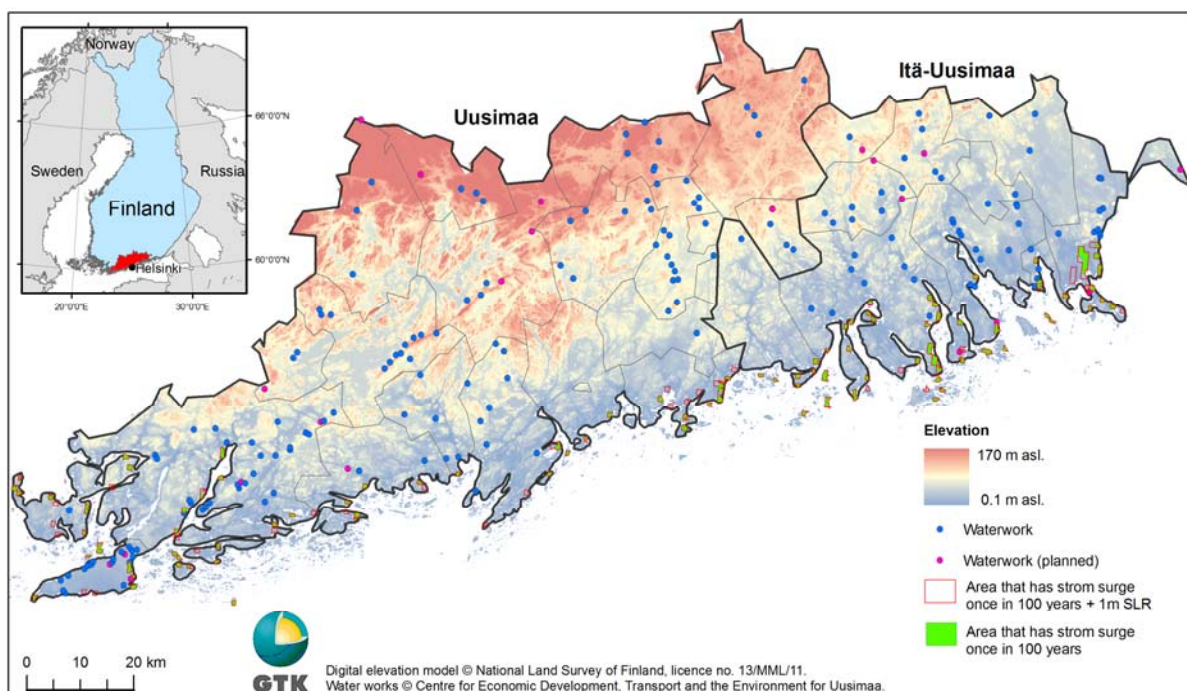 Norway
Sweden
Finland
Russia
Helsinki
66°0'0"N
60°0'0"N
20°0'0"E
30°0'0"E
Uusimaa
Itä-Uusimaa
Elevation
170 m asl.
0.1 m asl.
Waterwork
Waterwork (planned)
Area that has strom surge
once in 100 years + 1m SLR
Area that has strom surge
once in 100 years
0 10 20 km
GTK
Digital elevation model © National Land Survey of Finland, licence no. 13/MML/11.
Water works © Centre for Economic Development, Transport and the Environment for Uusimaa.